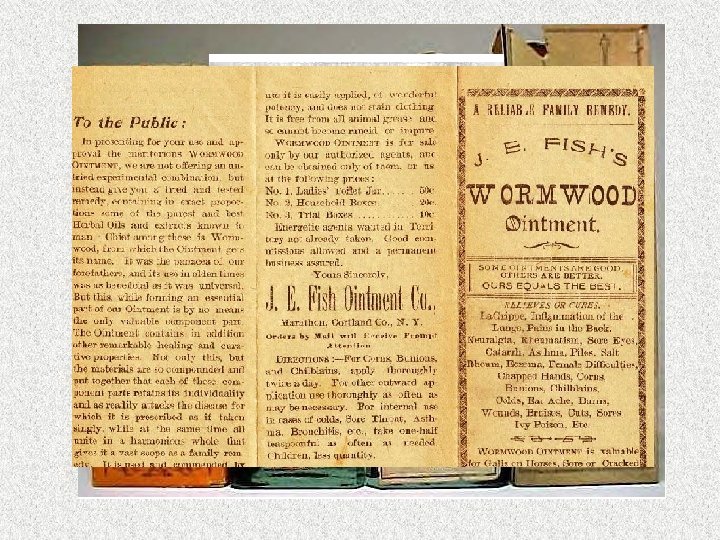 To the Public:
In presenting for your use and ap-
proval the meritorious WORMWOOD
OINTMENT, we are not offering an un-
tried experimental combination, but
instead give you a tried and tested
remedy, containing in exact propor-
tions some of the purest and best
Herbal Oils and extracts known to
man. Chief among these is Worm-
wood, from which the Ointment gets
its name. It was the panacea of our
forefathers, and its use in olden times
was as beneficial as it was universal.
But this, while forming an essential
part of our Ointment is by no means
the only valuable component part.
The Ointment contains in addition
other remarkable healing and cura-
tive properties. Not only this, but
the materials are so compounded and
put together that each of these com-
ponent parts retains its individuality
and as really attacks the disease for
which it is prescribed as if taken
singly, while at the same time all
unite in a harmonious whole that
gives it a vast scope as a family rem-
edy. It is used and commended by
use it is easily applied, of wonderful
potency, and does not stain clothing.
It is free from all animal grease and
so cannot become rancid or impure.
WORMWOOD OINTMENT is for sale
only by our authorized agents, and
can be obtained only of them, or us
at the following prices:
No. 1, Ladies' Toilet Jar......50c
No. 2, Household Boxes........20c
No. 3, Trial Boxes............10c
Energetic agents wanted in Terri-
tory not already taken. Good com-
missions allowed and a permanent
business assured.
Yours Sincerely,
J. E. Fish Ointment Co.,
Marathon, Cortland Co., N. Y.
Orders by Mail will Receive Prompt
Attention
DIRECTIONS:—For Corns, Bunions,
and Chilblains, apply thoroughly
twice a day. For other outward ap-
plication use thoroughly as often as
may be necessary. For internal use
in cases of colds, Sore Throat, Asth-
ma, Bronchitis, etc., take one-half
teaspoonful as often as needed.
Children, less quantity.
A RELIABLE FAMILY REMEDY.
J. E. FISH'S
WORMWOOD
Ointment.
SOME OINTMENTS ARE GOOD
OTHERS ARE BETTER,
OURS EQUALS THE BEST.
RELIEVES OR CURES.
LaGrippe, Inflammation of the
Lungs, Pains in the Back,
Neuralgia, Rheumatism, Sore Eyes,
Catarrh, Asthma, Piles, Salt
Rheum, Eczema, Female Difficulties,
Chapped Hands, Corns,
Bunions, Chilblains,
Colds, Ear Ache, Burns,
Wounds, Bruises, Cuts, Sores
Ivy Poison, Etc.
WORMWOOD OINTMENT is valuable
for Galls on Horses, Sore or Cracked